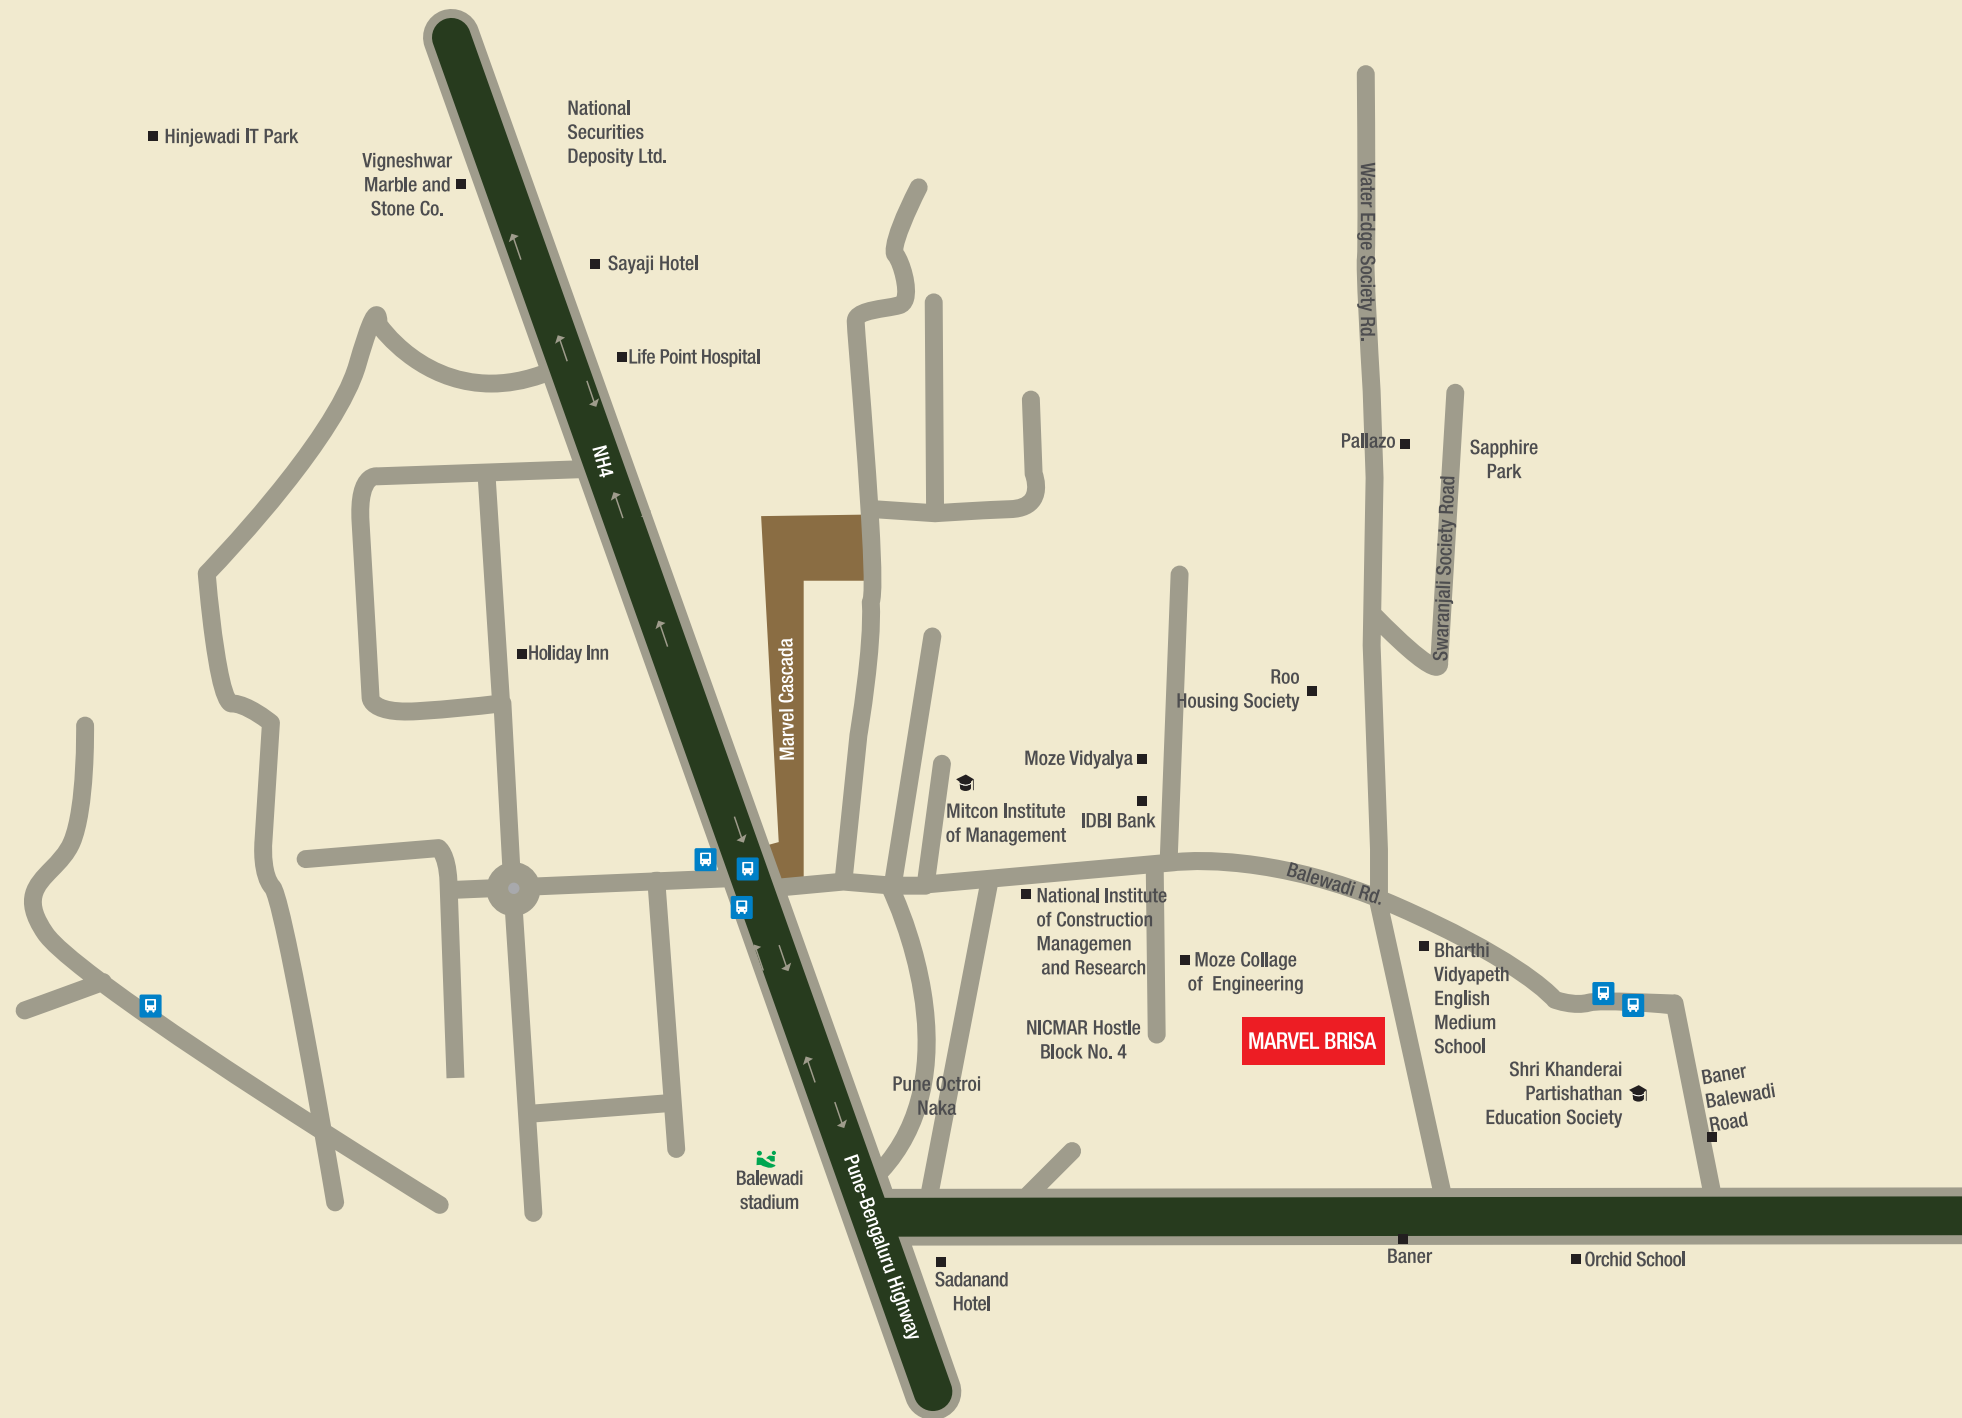 National
Securities
Deposity Ltd.
Hinjewadi IT Park
Vigneshwar
Marble and
Stone Co.
Sayaji Hotel
Life Point Hospital
Water Edge Society Rd.
NH4
Pallazo
Sapphire
Park
Swaranjali Society Road
Holiday Inn
Marvel Cascada
Roo
Housing Society
Moze Vidyalya
Mitcon Institute
of Management
IDBI Bank
Balewadi Rd.
National Institute
of Construction
Managemen
and Research
Moze Collage
of Engineering
Bharthi
Vidyapeth
English
Medium
School
NICMAR Hostle
Block No. 4
MARVEL BRISA
Pune Octroi
Naka
Shri Khanderai
Partishathan
Education Society
Baner
Balewadi
Road
Balewadi
stadium
Pune-Bengaluru Highway
Sadanand
Hotel
Baner
Orchid School